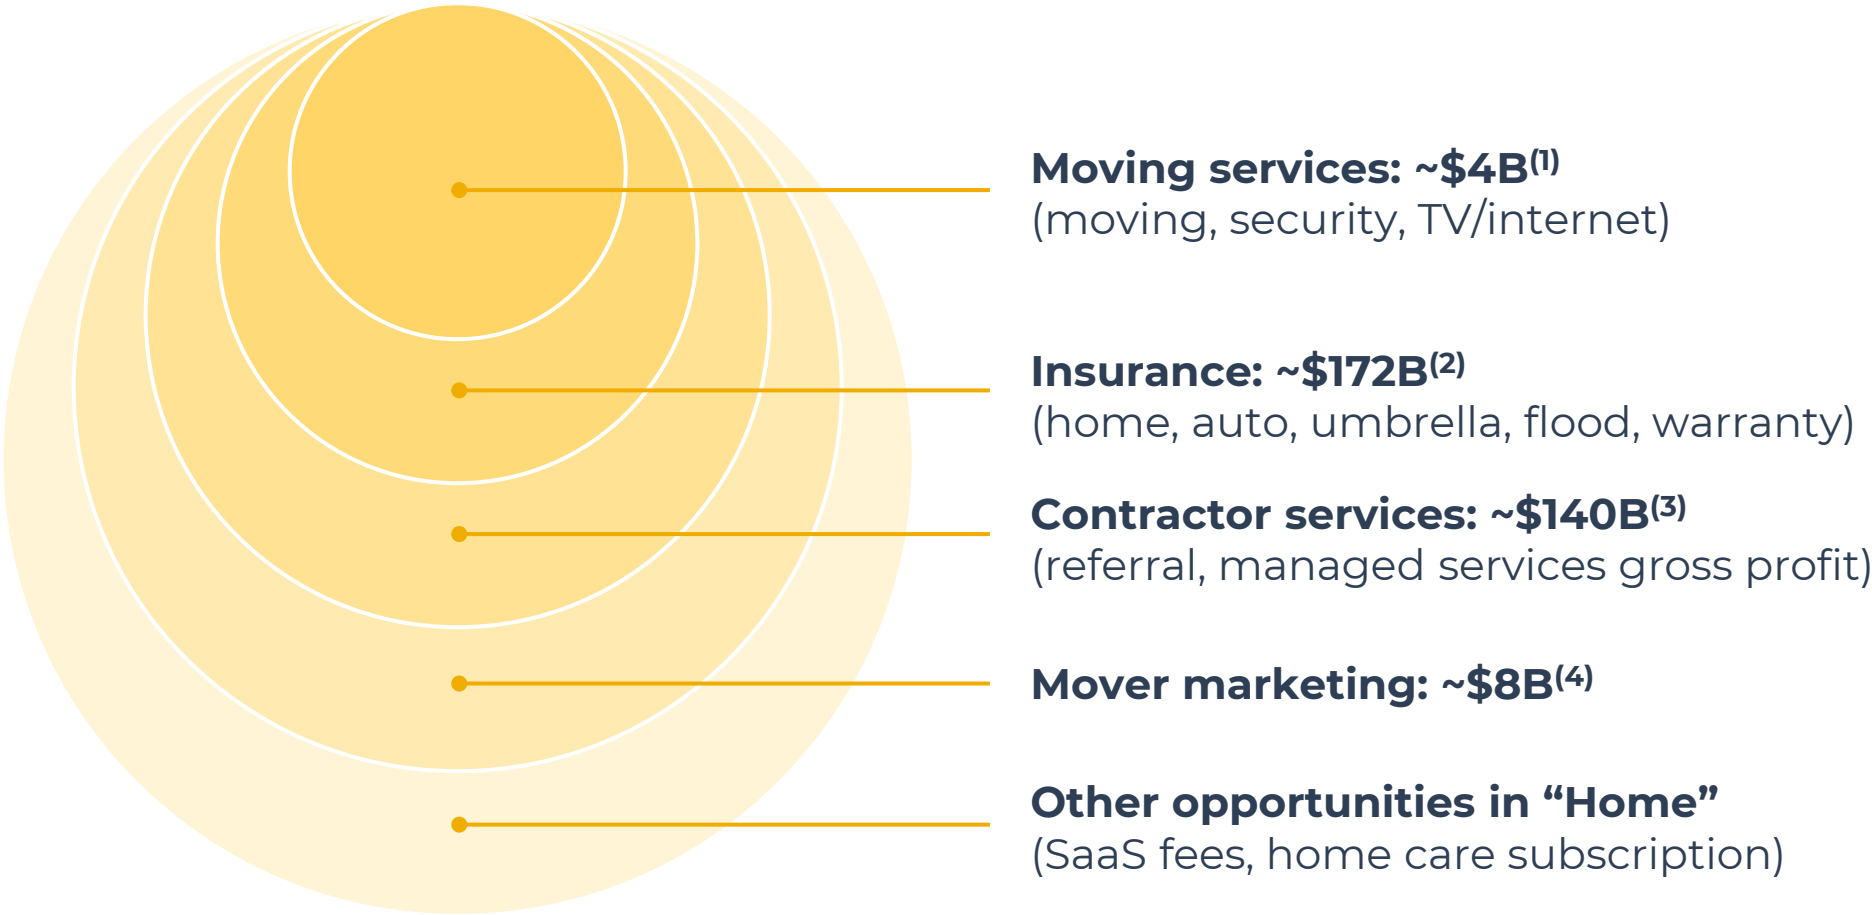 Moving services: ~$4B(1)
(moving, security, TV/internet)
Insurance: ~$172B(2)
(home, auto, umbrella, flood, warranty)
Contractor services: ~$140B(3)
(referral, managed services gross profit)
Mover marketing: ~$8B(4)
Other opportunities in “Home”
(SaaS fees, home care subscription)